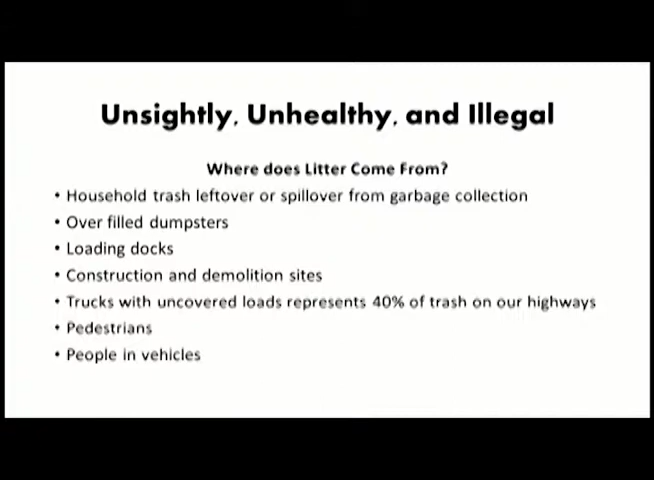 Unsightly, Unhealthy, and Illegal
Where does Litter Come From?
• Household trash leftover or spillover from garbage collection
• Over filled dumpsters
• Loading docks
• Construction and demolition sites
• Trucks with uncovered loads represents 40% of trash on our highways
• Pedestrians
• People in vehicles